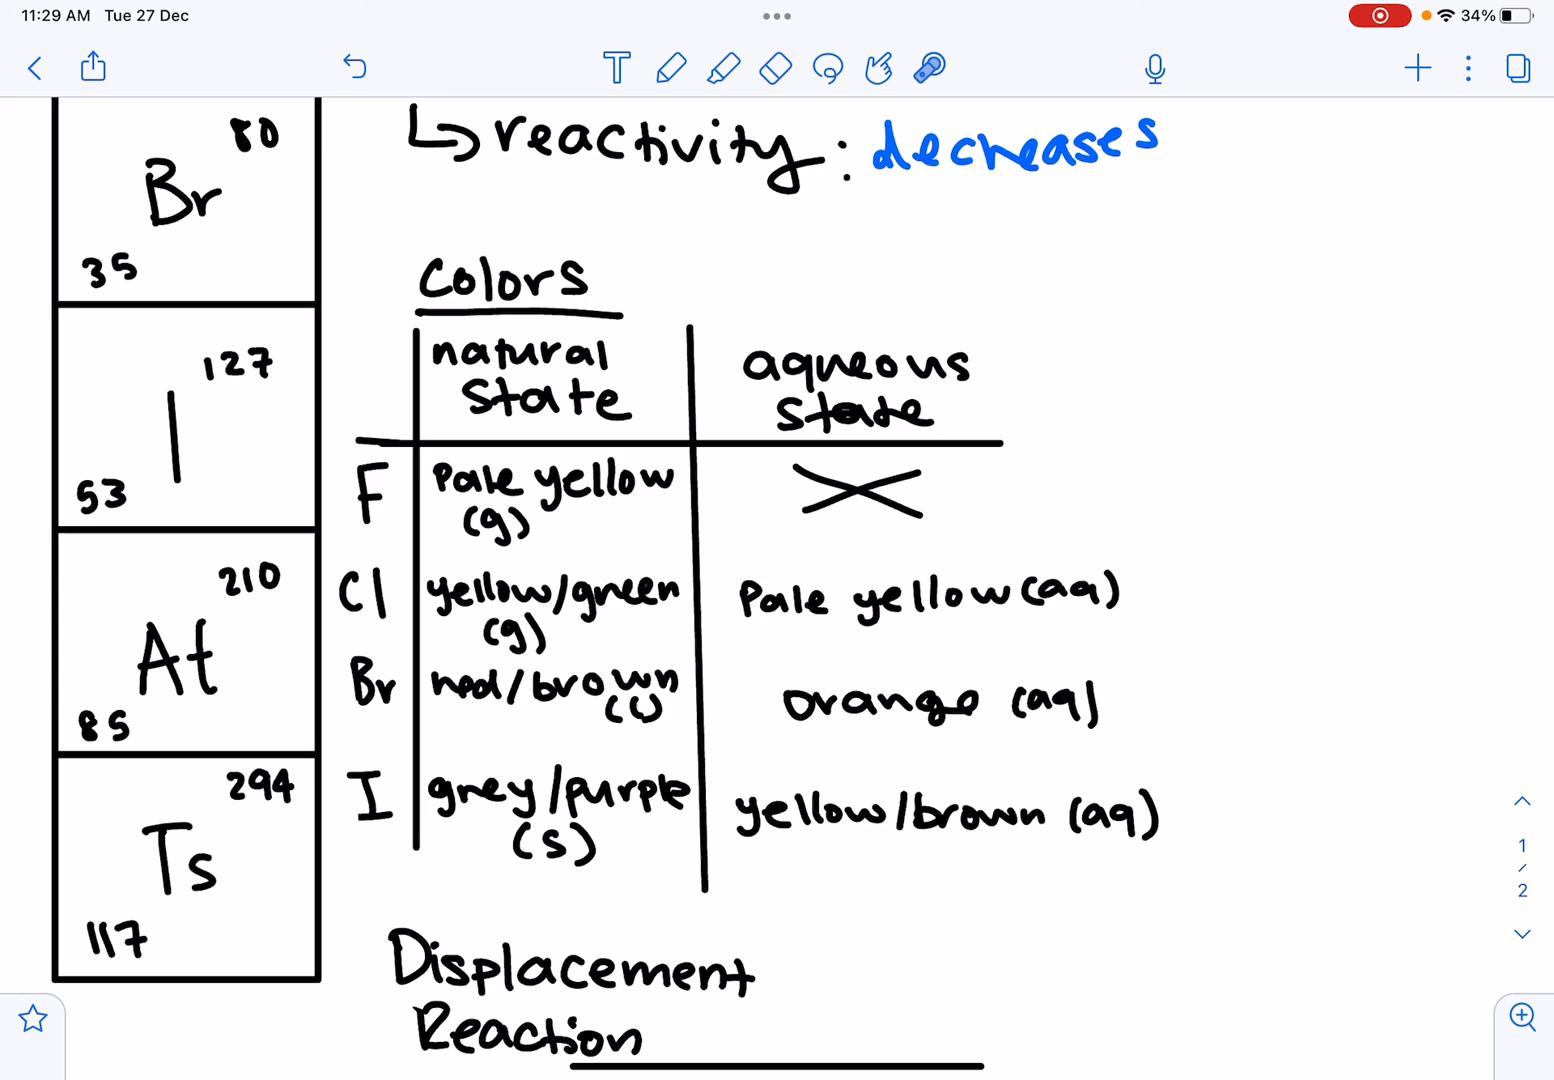 11:29 AM Tue 27 Dec
34%
80
Br
35
127
I
53
210
At
85
294
Ts
117
↳ reactivity: decreases
Colors
natural
state
aqueous
state
F
Pale yellow
(g)
Cl
yellow/green
(g)
Pale yellow (aq)
Br
red/brown
(l)
orange (aq)
I
grey/purple
(s)
yellow/brown (aq)
Displacement
Reaction
1
/
2